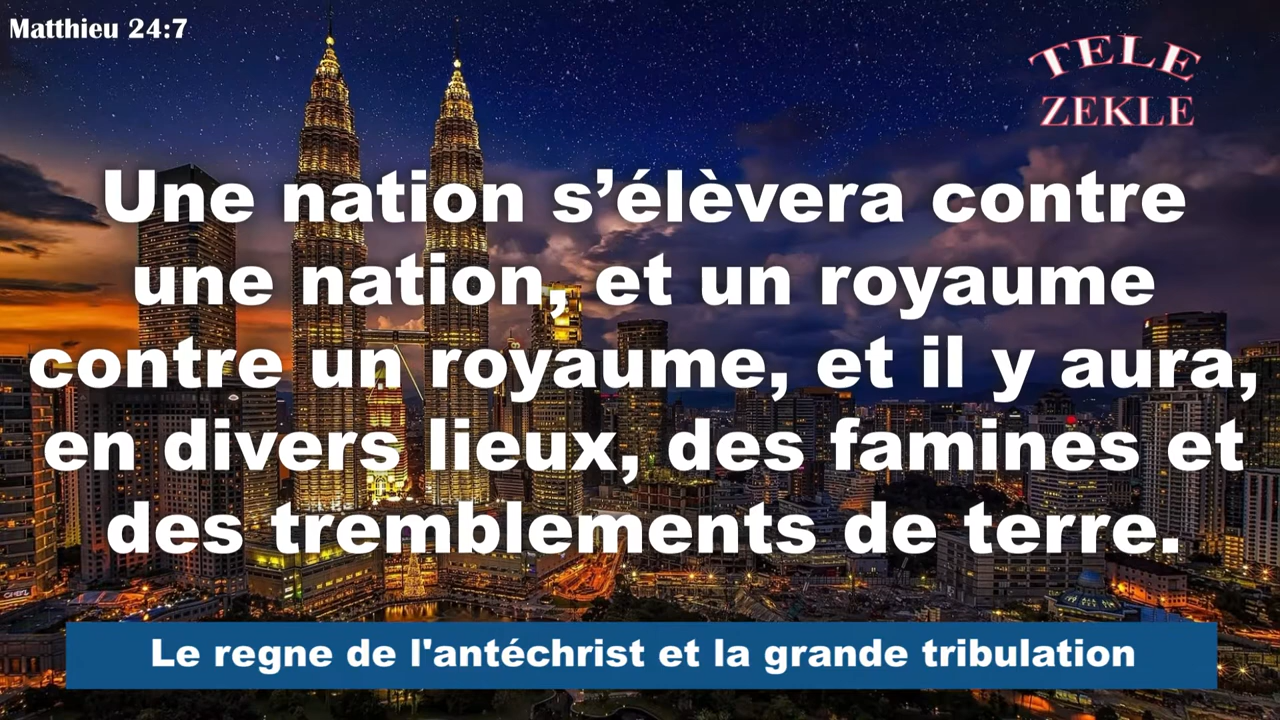 Matthieu 24:7
TELE
ZEKLE
Une nation s’élèvera contre
une nation, et un royaume
contre un royaume, et il y aura,
en divers lieux, des famines et
des tremblements de terre.
Le regne de l'antéchrist et la grande tribulation